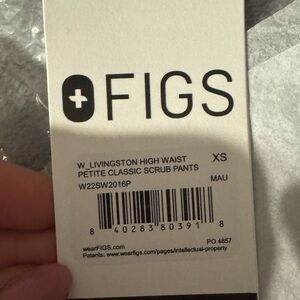 FIGS
W_LIVINGSTON HIGH WAIST XS
PETITE CLASSIC SCRUB PANTS
W22SW2016P MAU
8 40283 80391 8
wearFIGS.com PO 4857
Patents: www.wearfigs.com/pages/intellectual-property